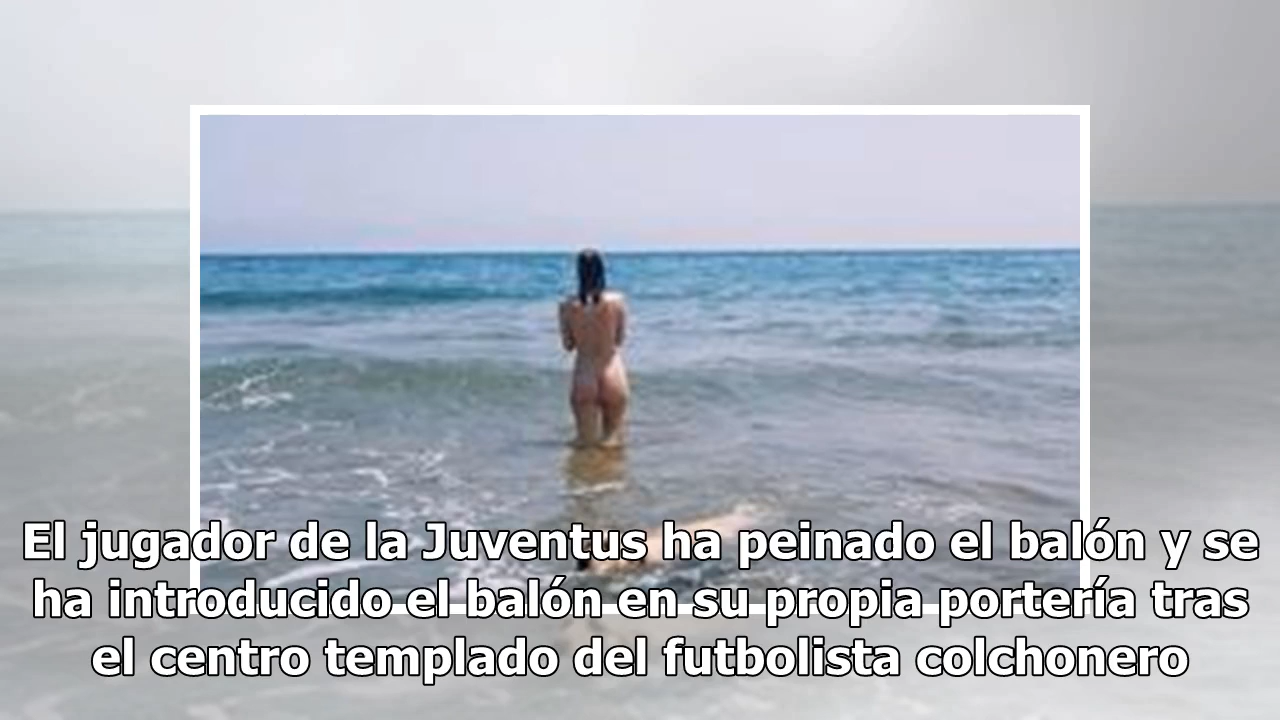 El jugador de la Juventus ha peinado el balón y se
ha introducido el balón en su propia portería tras
el centro templado del futbolista colchonero